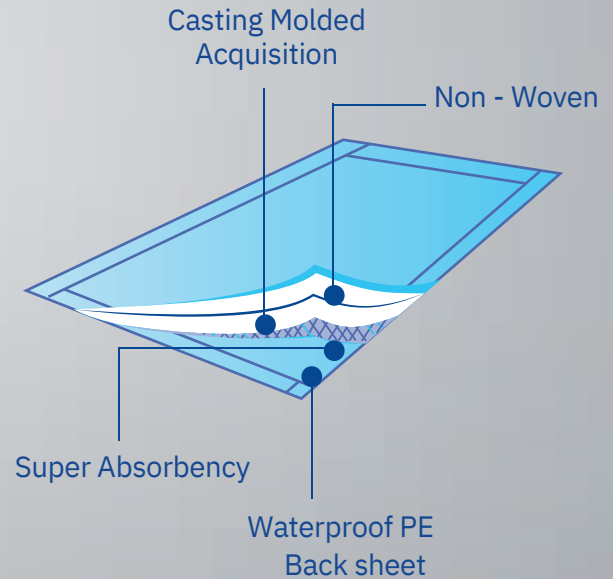 Casting Molded
Acquisition
Non - Woven
Super Absorbency
Waterproof PE
Back sheet